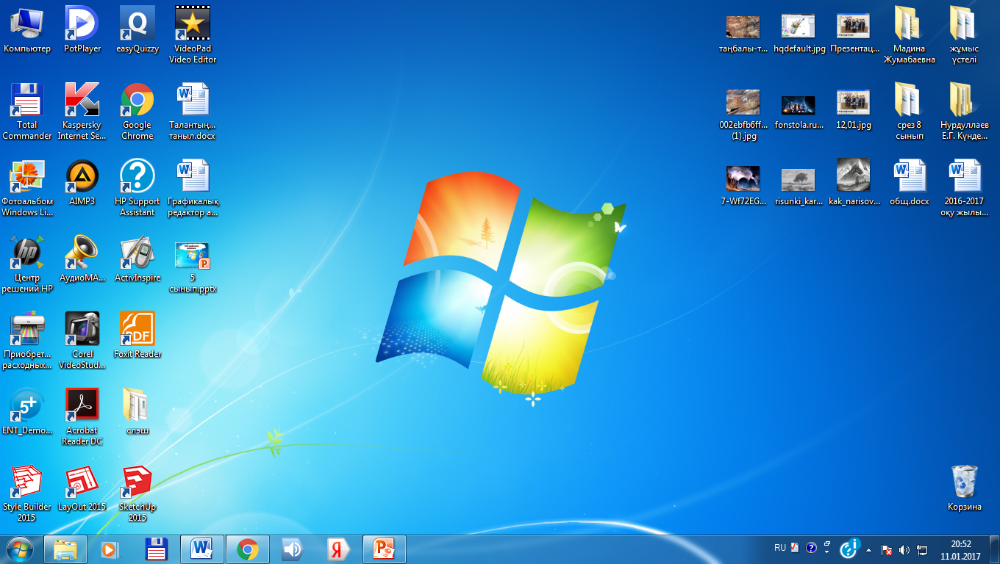 Компьютер
PotPlayer
easyQuizzy
VideoPad
Video Editor
таңбалы-т...
hqdefault.jpg
Презентац...
Мадина
Жумабаевна
жұмыс
үстелі
Total
Commander
Kaspersky
Internet Se...
Google
Chrome
Талантың...
таныл.docx
002ebfb6ff...
(1).jpg
fonstola.ru...
12,01.jpg
срез 8
сынып
Нурдуллаев
Е.Г. Күнде...
Фотоальбом
Windows Li...
AIMP3
HP Support
Assistant
Графикалық
редактор а...
7-Wf72EG...
risunki_kar...
kak_narisov...
общ.docx
2016-2017
оқу жылы...
Центр
решений HP
АудиоМА...
ActivInspire
5
сынып.pptx
Приобрет...
расходных...
Corel
VideoStud...
PDF
Foxit Reader
5+
ENT_Demo...
Acrobat
Reader DC
слэш
Style Builder
2015
LayOut 2015
SketchUp
2015
Корзина
RU
20:52
11.01.2017